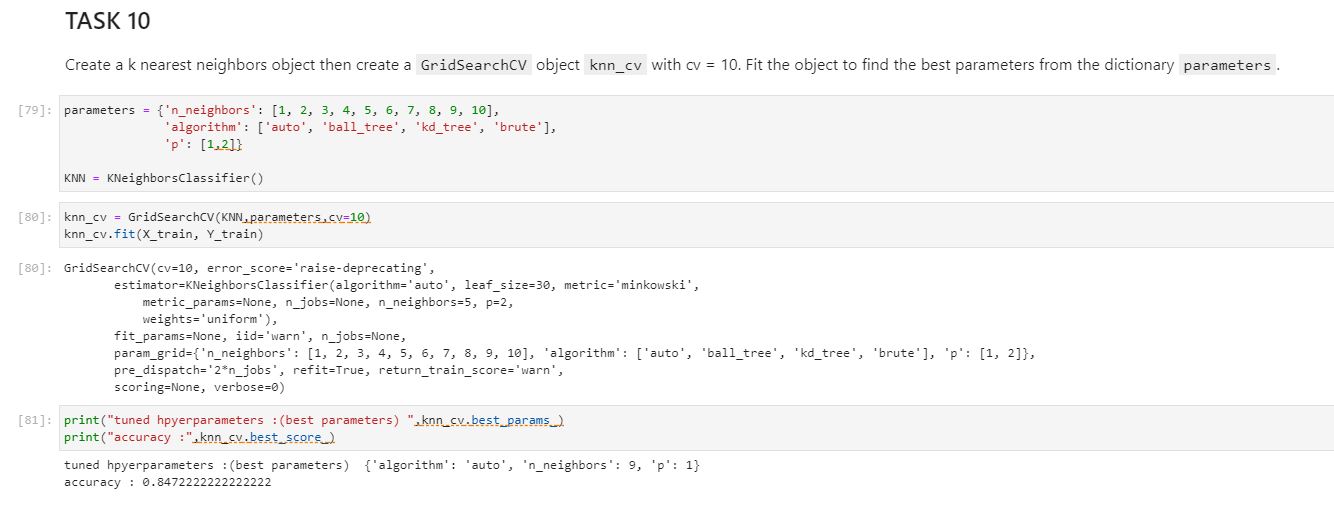 TASK 10
Create a k nearest neighbors object then create a GridSearchCV object knn_cv with cv = 10. Fit the object to find the best parameters from the dictionary parameters.
[79]: parameters = {'n_neighbors': [1, 2, 3, 4, 5, 6, 7, 8, 9, 10],
'algorithm': ['auto', 'ball_tree', 'kd_tree', 'brute'],
'p': [1,2]}
KNN = KNeighborsClassifier()
[80]: knn_cv = GridSearchCV(KNN,parameters,cv=10)
knn_cv.fit(X_train, Y_train)
[80]: GridSearchCV(cv=10, error_score='raise-deprecating',
estimator=KNeighborsClassifier(algorithm='auto', leaf_size=30, metric='minkowski',
metric_params=None, n_jobs=None, n_neighbors=5, p=2,
weights='uniform'),
fit_params=None, iid='warn', n_jobs=None,
param_grid={'n_neighbors': [1, 2, 3, 4, 5, 6, 7, 8, 9, 10], 'algorithm': ['auto', 'ball_tree', 'kd_tree', 'brute'], 'p': [1, 2]},
pre_dispatch='2*n_jobs', refit=True, return_train_score='warn',
scoring=None, verbose=0)
[81]: print("tuned hpyerparameters :(best parameters) ",knn_cv.best_params_)
print("accuracy :",knn_cv.best_score_)
tuned hpyerparameters :(best parameters)  {'algorithm': 'auto', 'n_neighbors': 9, 'p': 1}
accuracy : 0.8472222222222222